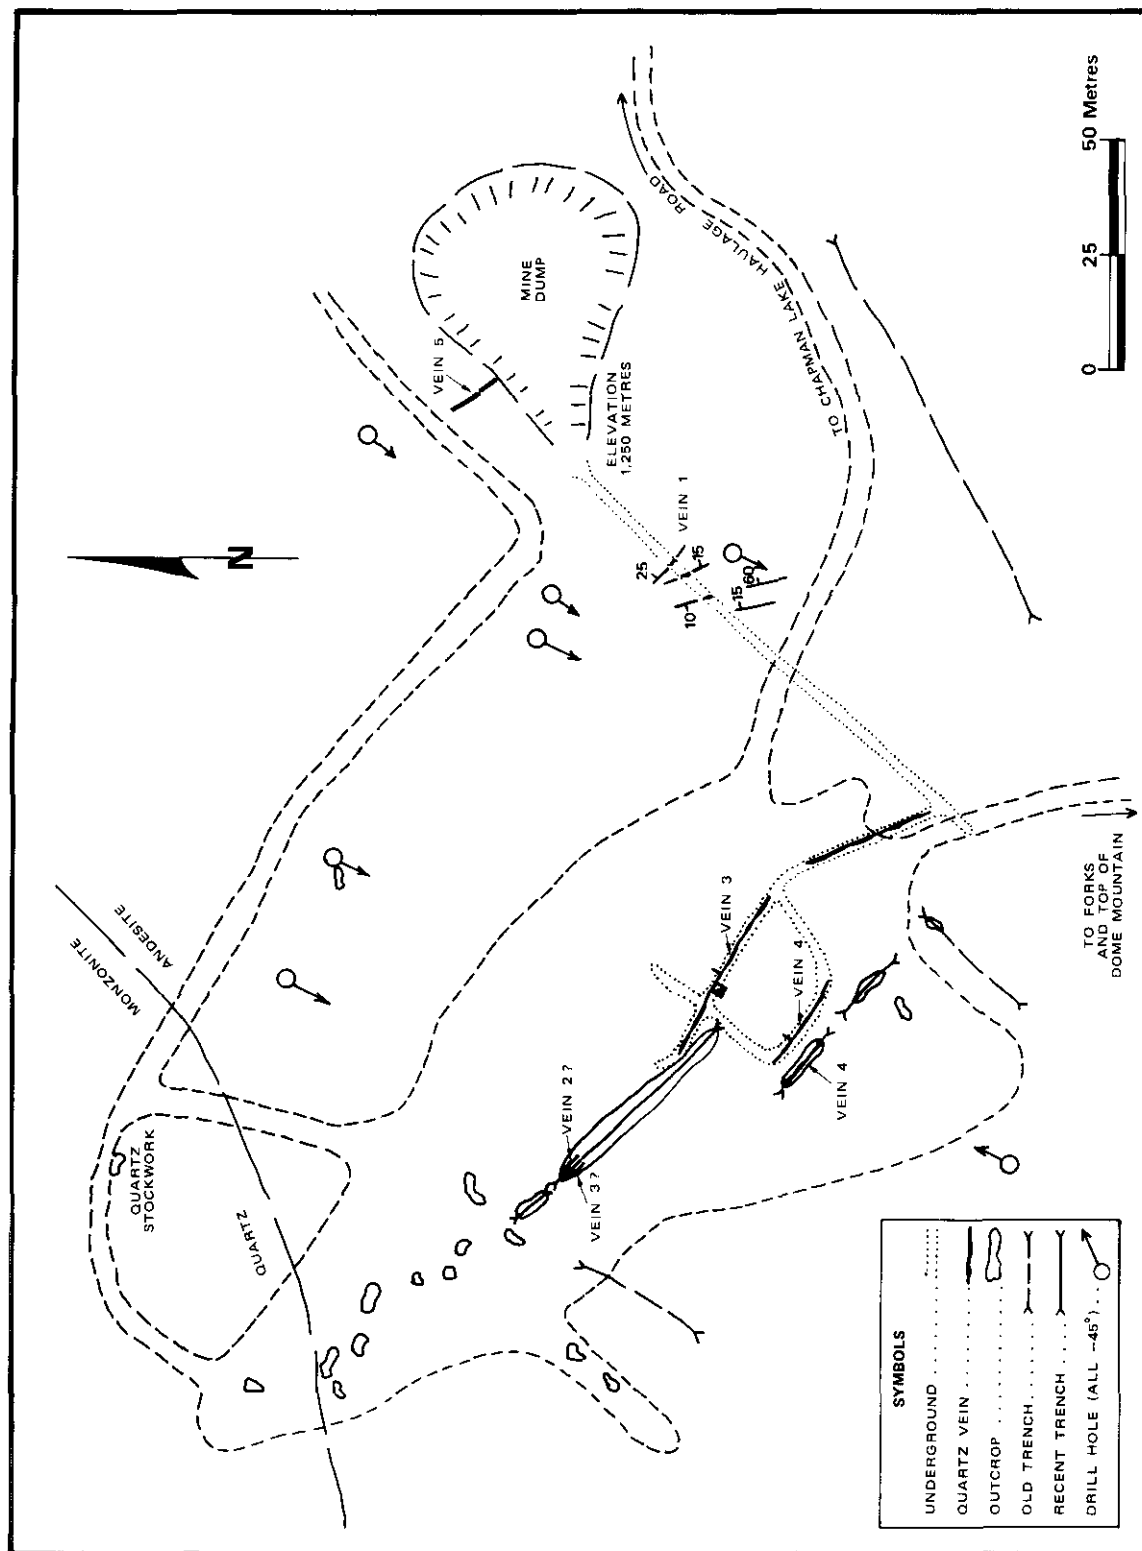 MONZONITE
ANDESITE
QUARTZ
STOCKWORK
QUARTZ
VEIN 5
MINE
DUMP
ELEVATION
1,250 METRES
N
25
VEIN 1
15
10
15
60
TO CHAPMAN LAKE HAULAGE ROAD
VEIN 2?
VEIN 3?
VEIN 3
VEIN 4
VEIN 4
TO FORKS
AND TOP OF
DOME MOUNTAIN
0 25 50 Metres
SYMBOLS
UNDERGROUND
QUARTZ VEIN
OUTCROP
OLD TRENCH
RECENT TRENCH
DRILL HOLE (ALL -45°)